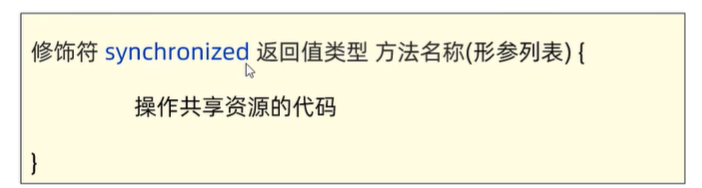 修饰符 synchronized 返回值类型 方法名称(形参列表) {
操作共享资源的代码
}